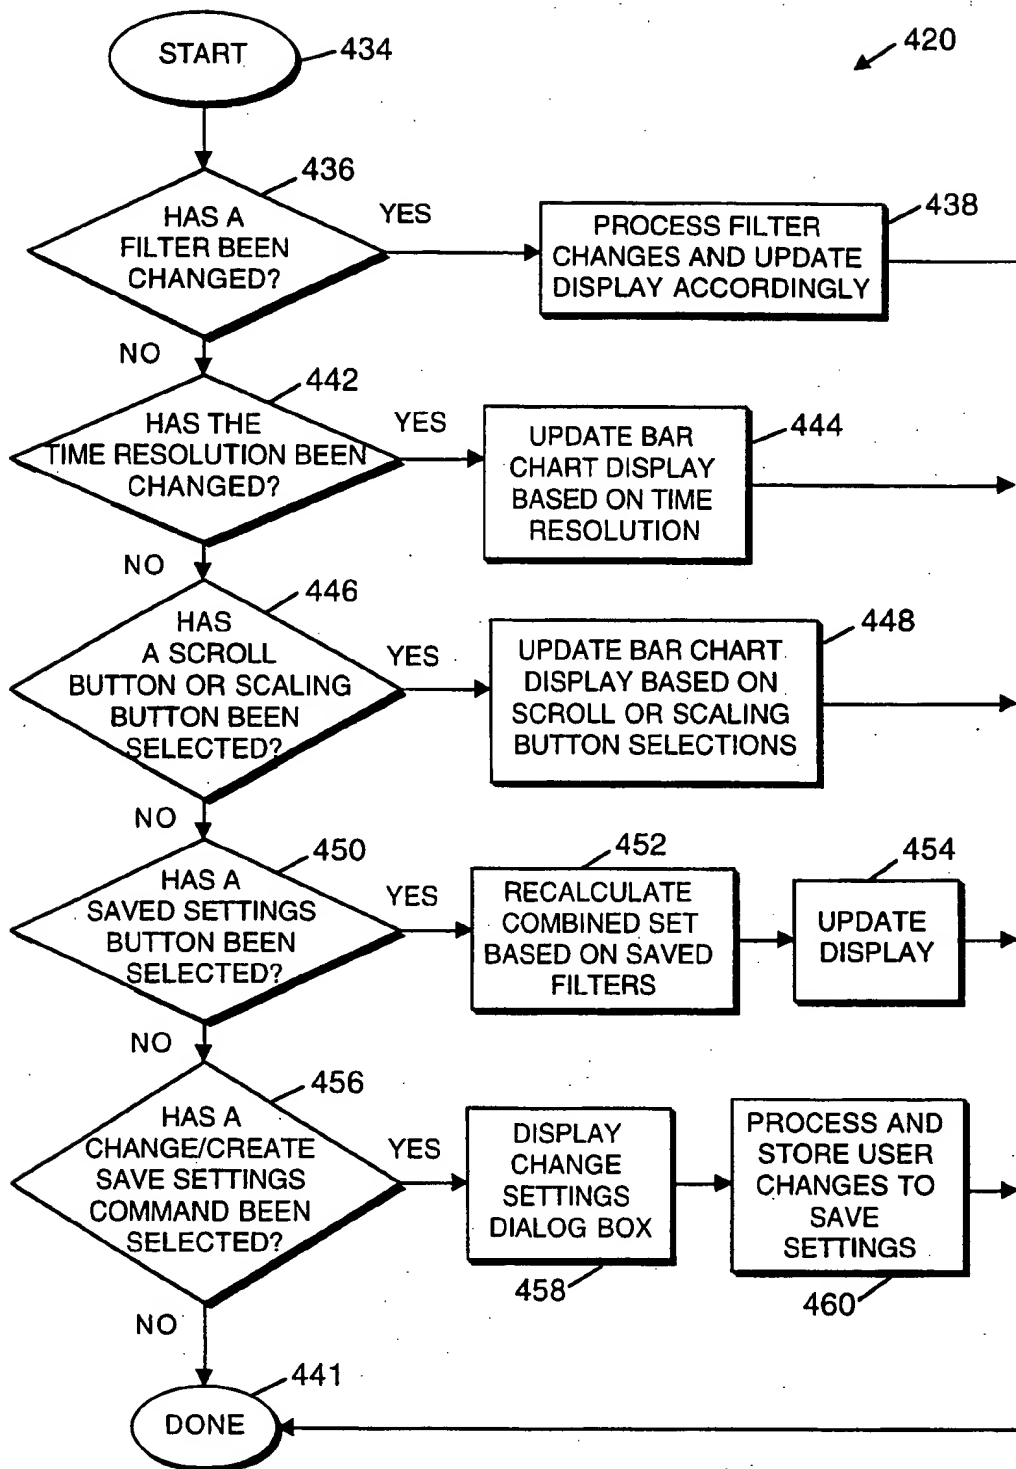 START
434
420
436
HAS A
FILTER BEEN
CHANGED?
YES
PROCESS FILTER
CHANGES AND UPDATE
DISPLAY ACCORDINGLY
438
NO
442
HAS THE
TIME RESOLUTION BEEN
CHANGED?
YES
UPDATE BAR
CHART DISPLAY
BASED ON TIME
RESOLUTION
444
NO
446
HAS
A SCROLL
BUTTON OR SCALING
BUTTON BEEN
SELECTED?
YES
UPDATE BAR CHART
DISPLAY BASED ON
SCROLL OR SCALING
BUTTON SELECTIONS
448
NO
450
HAS A
SAVED SETTINGS
BUTTON BEEN
SELECTED?
YES
452
RECALCULATE
COMBINED SET
BASED ON SAVED
FILTERS
454
UPDATE
DISPLAY
NO
456
HAS A
CHANGE/CREATE
SAVE SETTINGS
COMMAND BEEN
SELECTED?
YES
DISPLAY
CHANGE
SETTINGS
DIALOG BOX
458
PROCESS AND
STORE USER
CHANGES TO
SAVE
SETTINGS
460
NO
441
DONE